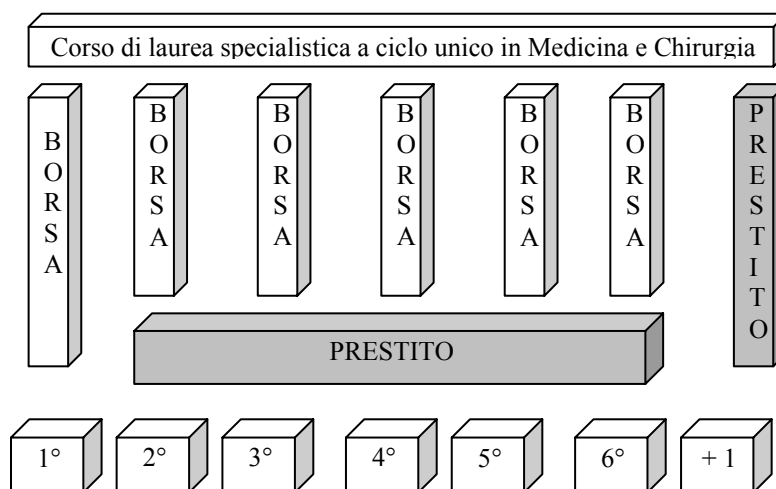 Corso di laurea specialistica a ciclo unico in Medicina e Chirurgia
BORSA
BORSA
BORSA
BORSA
BORSA
BORSA
PRESTITO
PRESTITO
1°
2°
3°
4°
5°
6°
+ 1